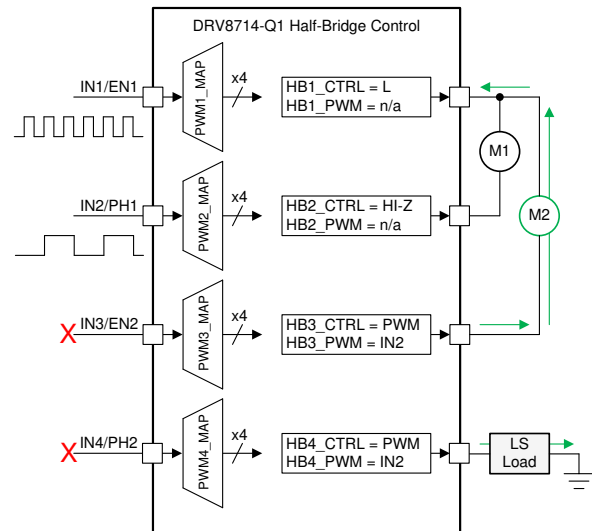 DRV8714-Q1 Half-Bridge Control
IN1/EN1
PWM1_MAP
x4
HB1_CTRL = L
HB1_PWM = n/a
M1
IN2/PH1
PWM2_MAP
x4
HB2_CTRL = HI-Z
HB2_PWM = n/a
M2
IN3/EN2
X
PWM3_MAP
x4
HB3_CTRL = PWM
HB3_PWM = IN2
IN4/PH2
X
PWM4_MAP
x4
HB4_CTRL = PWM
HB4_PWM = IN2
LS
Load